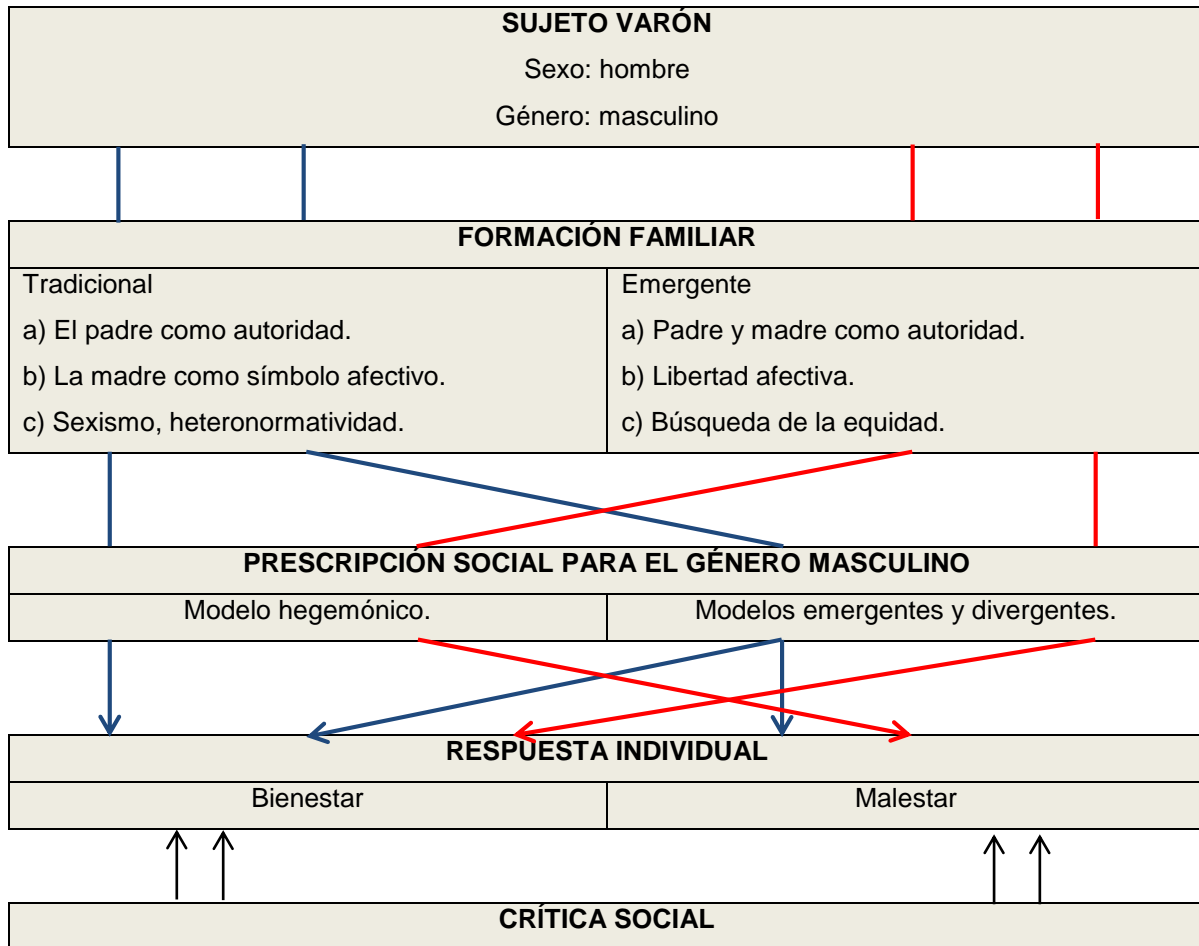 SUJETO VARÓN
Sexo: hombre
Género: masculino
FORMACIÓN FAMILIAR
Tradicional
a) El padre como autoridad.
b) La madre como símbolo afectivo.
c) Sexismo, heteronormatividad.
Emergente
a) Padre y madre como autoridad.
b) Libertad afectiva.
c) Búsqueda de la equidad.
PRESCRIPCIÓN SOCIAL PARA EL GÉNERO MASCULINO
Modelo hegemónico.
Modelos emergentes y divergentes.
RESPUESTA INDIVIDUAL
Bienestar
Malestar
CRÍTICA SOCIAL